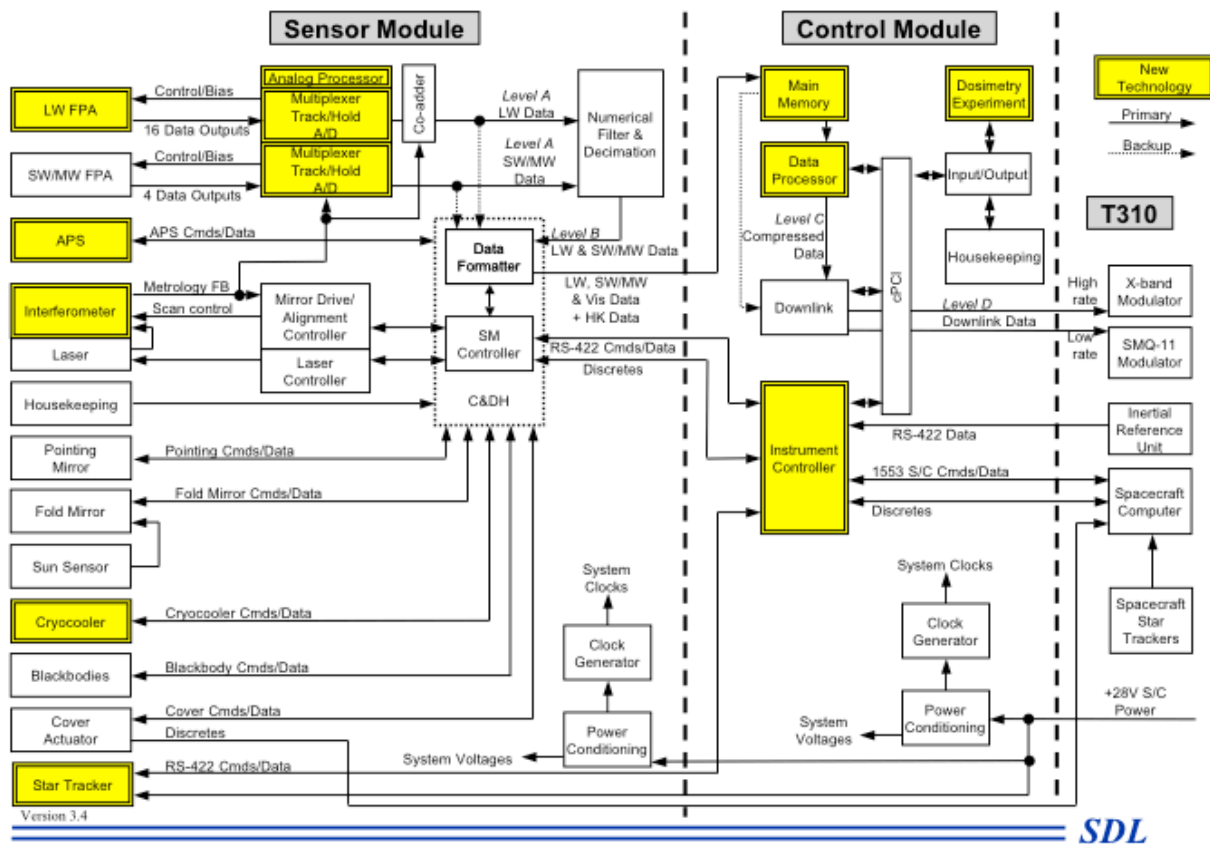 Sensor Module
Control Module
LW FPA
Control/Bias
16 Data Outputs
Analog Processor
Multiplexer
Track/Hold
A/D
Co-adder
Level A
LW Data
Numerical
Filter &
Decimation
SW/MW FPA
Control/Bias
4 Data Outputs
Multiplexer
Track/Hold
A/D
Level A
SW/MW
Data
APS
APS Cmds/Data
Level B
LW & SW/MW Data
Data
Formatter
LW, SW/MW
& Vis Data
+ HK Data
Interferometer
Metrology FB
Scan control
Mirror Drive/
Alignment
Controller
SM
Controller
Laser
Laser
Controller
RS-422 Cmds/Data
Discretes
C&DH
Housekeeping
Pointing
Mirror
Pointing Cmds/Data
Fold Mirror
Fold Mirror Cmds/Data
Sun Sensor
Cryocooler
Cryocooler Cmds/Data
Blackbodies
Blackbody Cmds/Data
Cover
Actuator
Cover Cmds/Data
Discretes
Star Tracker
RS-422 Cmds/Data
System
Clocks
Clock
Generator
Power
Conditioning
System Voltages
Main
Memory
Dosimetry
Experiment
Data
Processor
Input/Output
Level C
Compressed
Data
cPCI
Housekeeping
Downlink
Level D
Downlink Data
High
rate
Low
rate
Instrument
Controller
RS-422 Data
1553 S/C Cmds/Data
Discretes
System Clocks
Clock
Generator
Power
Conditioning
System
Voltages
New
Technology
Primary
Backup
T310
X-band
Modulator
SMQ-11
Modulator
Inertial
Reference
Unit
Spacecraft
Computer
Spacecraft
Star
Trackers
+28V S/C
Power
Version 3.4
SDL